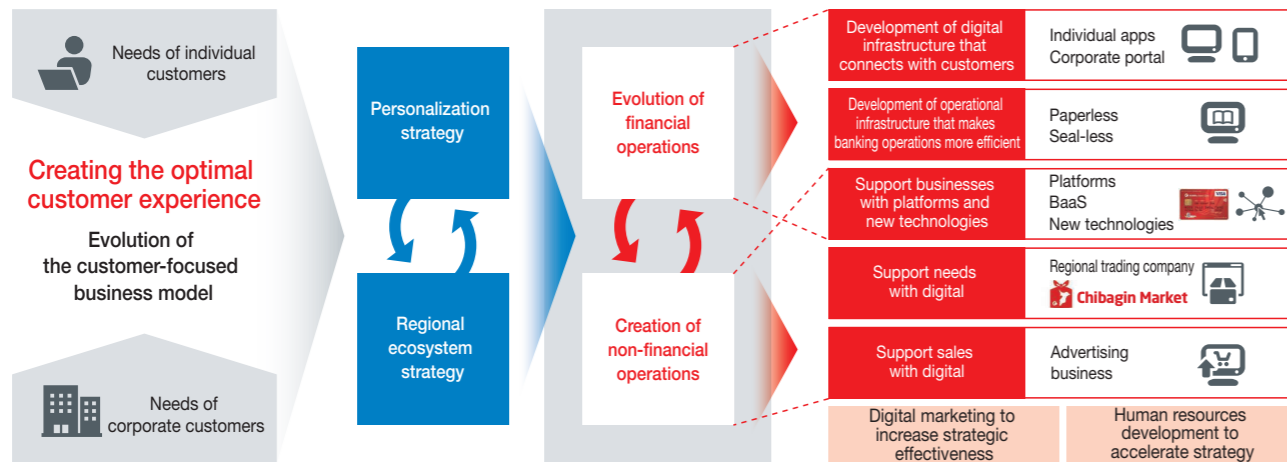 Needs of individual
customers
Creating the optimal
customer experience
Evolution of
the customer-focused
business model
Needs of
corporate customers
Personalization
strategy
Regional
ecosystem
strategy
Evolution of
financial
operations
Creation of
non-financial
operations
Development of digital
infrastructure that
connects with customers
Individual apps
Corporate portal
Development of operational
infrastructure that makes
banking operations more efficient
Paperless
Seal-less
Support businesses
with platforms and
new technologies
Platforms
BaaS
New technologies
VISA
Support needs
with digital
Regional trading company
Chibagin Market
Support sales
with digital
Advertising
business
Digital marketing to
increase strategic
effectiveness
Human resources
development to
accelerate strategy